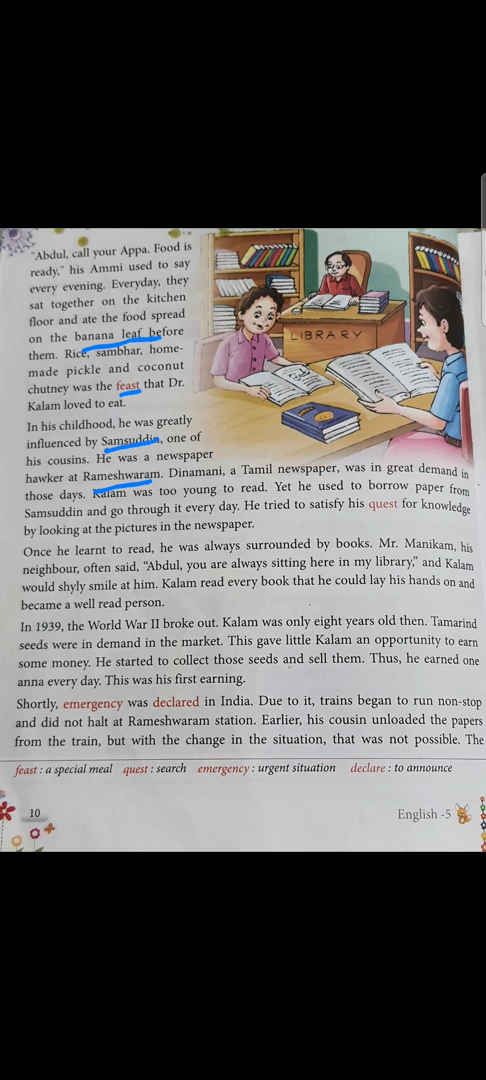 "Abdul, call your Appa. Food is
ready," his Ammi used to say
every evening. Everyday, they
sat together on the kitchen
floor and ate the food spread
on the banana leaf before
them. Rice, sambhar, home-
made pickle and coconut
chutney was the feast that Dr.
Kalam loved to eat.
LIBRARY
In his childhood, he was greatly
influenced by Samsuddin, one of
his cousins. He was a newspaper
hawker at Rameshwaram. Dinamani, a Tamil newspaper, was in great demand in
those days. Kalam was too young to read. Yet he used to borrow paper from
Samsuddin and go through it every day. He tried to satisfy his quest for knowledge
by looking at the pictures in the newspaper.
Once he learnt to read, he was always surrounded by books. Mr. Manikam, his
neighbour, often said, "Abdul, you are always sitting here in my library," and Kalam
would shyly smile at him. Kalam read every book that he could lay his hands on and
became a well read person.
In 1939, the World War II broke out. Kalam was only eight years old then. Tamarind
seeds were in demand in the market. This gave little Kalam an opportunity to earn
some money. He started to collect those seeds and sell them. Thus, he earned one
anna every day. This was his first earning.
Shortly, emergency was declared in India. Due to it, trains began to run non-stop
and did not halt at Rameshwaram station. Earlier, his cousin unloaded the papers
from the train, but with the change in the situation, that was not possible. The
feast : a special meal quest : search emergency : urgent situation declare : to announce
10
English -5